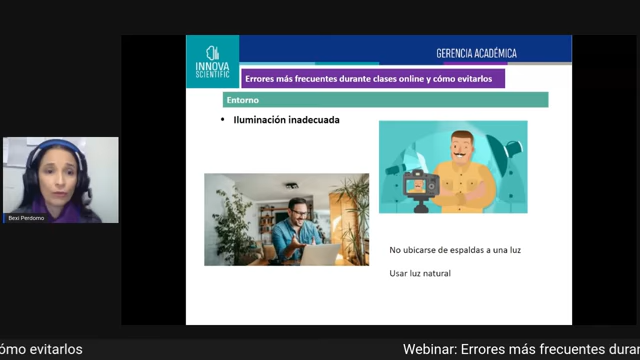 INNOVA
SCIENTIFIC
GERENCIA ACADÉMICA
Errores más frecuentes durante clases online y cómo evitarlos
Entorno
• Iluminación inadecuada
Bexi Perdomo
No ubicarse de espaldas a una luz
Usar luz natural
ómo evitarlos
Webinar: Errores más frecuentes duran